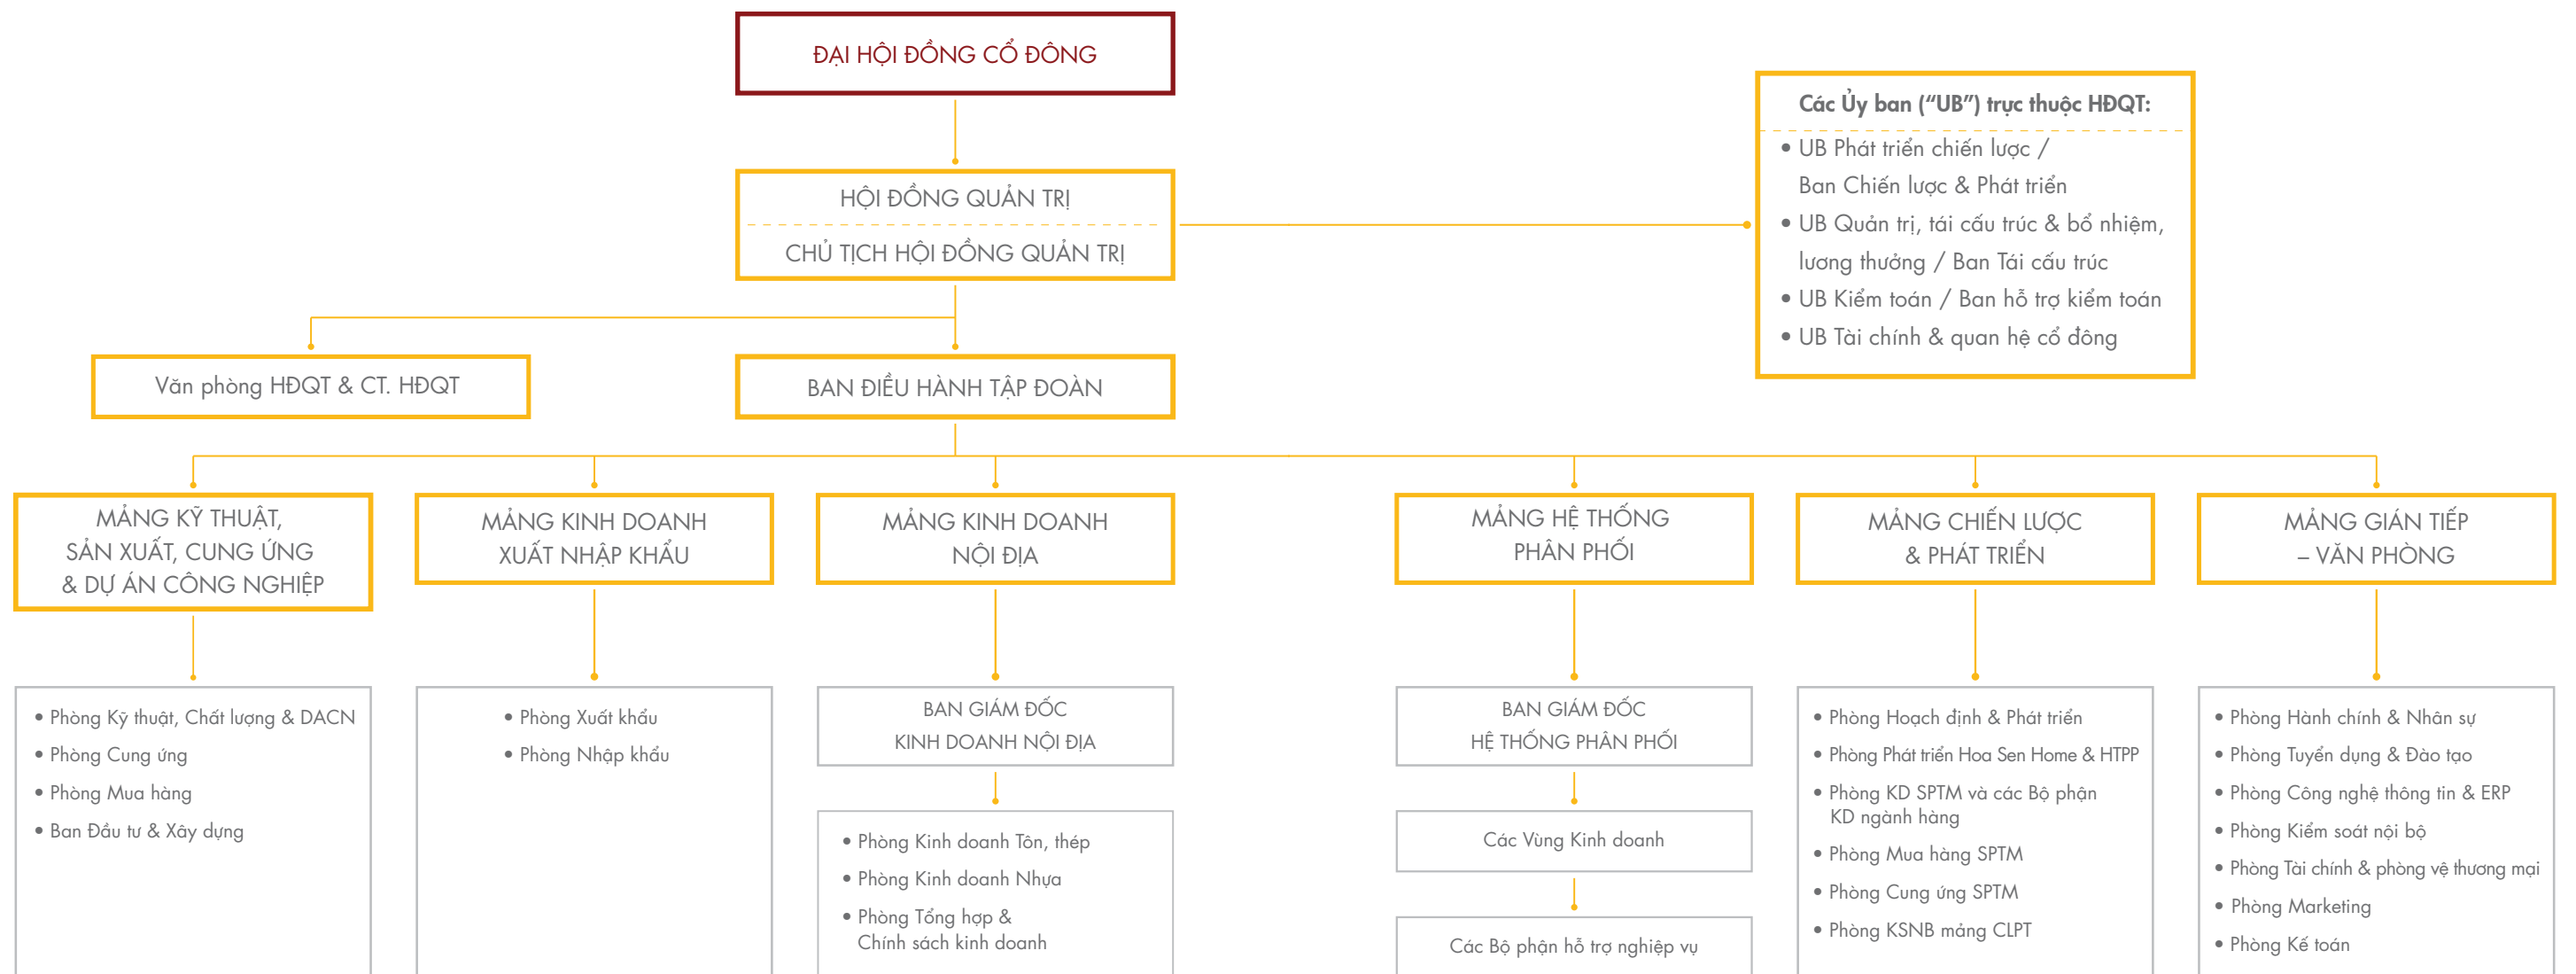 ĐẠI HỘI ĐỒNG CỔ ĐÔNG
HỘI ĐỒNG QUẢN TRỊ
CHỦ TỊCH HỘI ĐỒNG QUẢN TRỊ
Các Ủy ban (“UB”) trực thuộc HĐQT:
• UB Phát triển chiến lược /
Ban Chiến lược & Phát triển
• UB Quản trị, tái cấu trúc & bổ nhiệm,
lương thưởng / Ban Tái cấu trúc
• UB Kiểm toán / Ban hỗ trợ kiểm toán
• UB Tài chính & quan hệ cổ đông
Văn phòng HĐQT & CT. HĐQT
BAN ĐIỀU HÀNH TẬP ĐOÀN
MẢNG KỸ THUẬT,
SẢN XUẤT, CUNG ỨNG
& DỰ ÁN CÔNG NGHIỆP
MẢNG KINH DOANH
XUẤT NHẬP KHẨU
MẢNG KINH DOANH
NỘI ĐỊA
MẢNG HỆ THỐNG
PHÂN PHỐI
MẢNG CHIẾN LƯỢC
& PHÁT TRIỂN
MẢNG GIÁN TIẾP
– VĂN PHÒNG
• Phòng Kỹ thuật, Chất lượng & DACN
• Phòng Cung ứng
• Phòng Mua hàng
• Ban Đầu tư & Xây dựng
• Phòng Xuất khẩu
• Phòng Nhập khẩu
BAN GIÁM ĐỐC
KINH DOANH NỘI ĐỊA
• Phòng Kinh doanh Tôn, thép
• Phòng Kinh doanh Nhựa
• Phòng Tổng hợp &
Chính sách kinh doanh
BAN GIÁM ĐỐC
HỆ THỐNG PHÂN PHỐI
Các Vùng Kinh doanh
Các Bộ phận hỗ trợ nghiệp vụ
• Phòng Hoạch định & Phát triển
• Phòng Phát triển Hoa Sen Home & HTPP
• Phòng KD SPTM và các Bộ phận
KD ngành hàng
• Phòng Mua hàng SPTM
• Phòng Cung ứng SPTM
• Phòng KSNB mảng CLPT
• Phòng Hành chính & Nhân sự
• Phòng Tuyển dụng & Đào tạo
• Phòng Công nghệ thông tin & ERP
• Phòng Kiểm soát nội bộ
• Phòng Tài chính & phòng vệ thương mại
• Phòng Marketing
• Phòng Kế toán